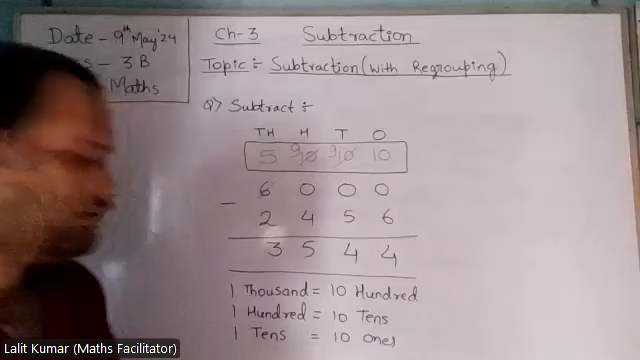 Date - 9th May'24
- 3 B
Maths
Ch-3 Subtraction
Topic :- Subtraction (With Regrouping)
Q> Subtract :-
TH H T O
5 9 10 9 10 10
6 0 0 0
- 2 4 5 6
3 5 4 4
1 Thousand = 10 Hundred
1 Hundred = 10 Tens
1 Tens = 10 Ones
Lalit Kumar (Maths Facilitator)